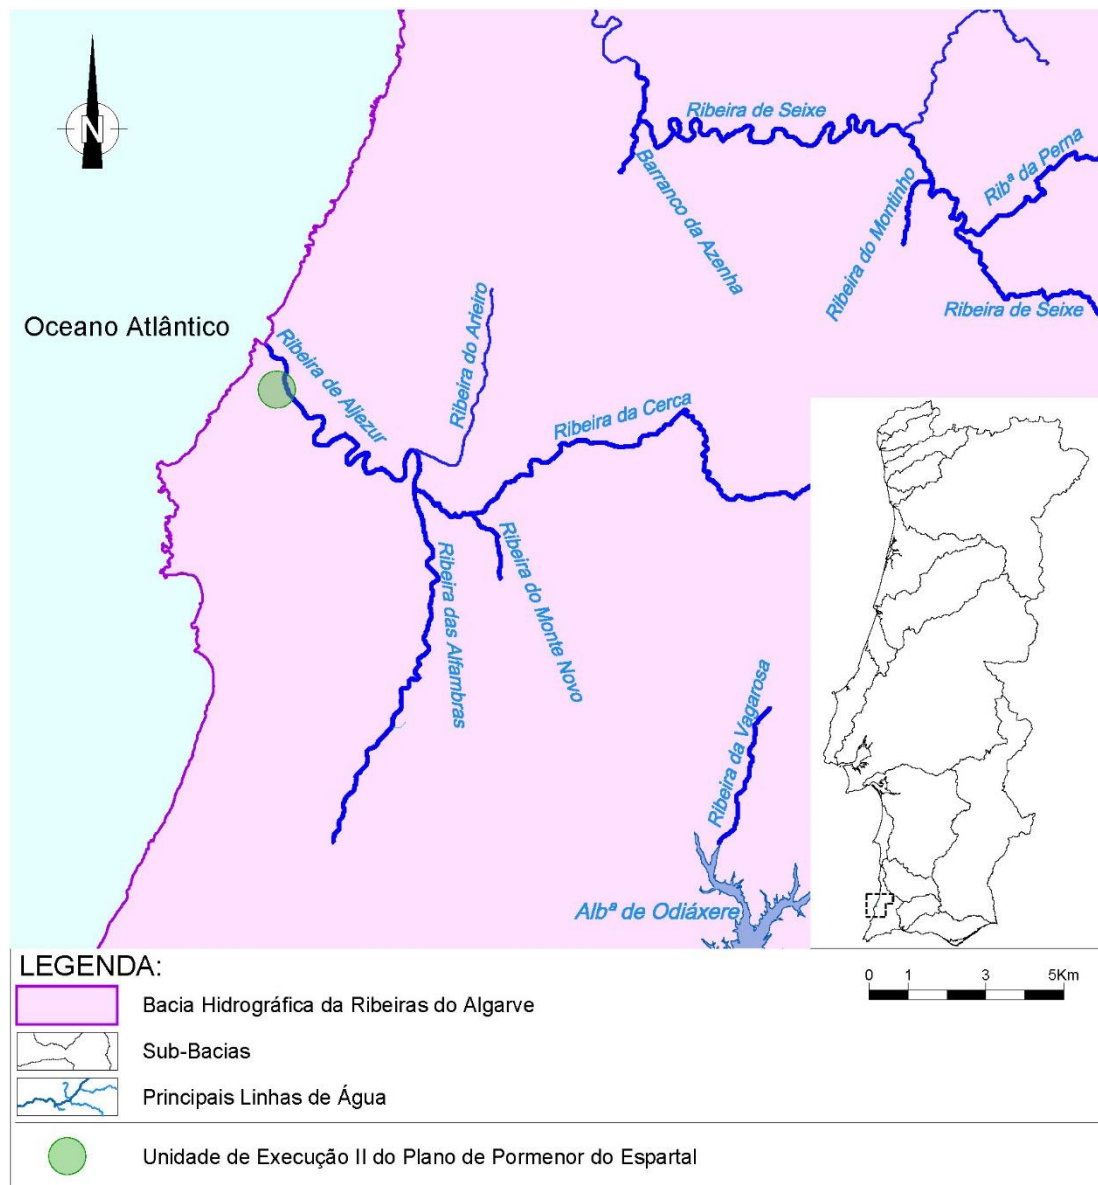 N
Ribeira de Seixe
Barranco da Azenha
Ribeira do Montinho
Ribª da Perna
Ribeira de Seixe
Oceano Atlântico
Ribeira de Aljezur
Ribeira do Arieiro
Ribeira da Cerca
Ribeira das Alfambras
Ribeira do Monte Novo
Ribeira da Vagarosa
Albª de Odiáxere
LEGENDA:
0 1 3 5Km
Bacia Hidrográfica da Ribeiras do Algarve
Sub-Bacias
Principais Linhas de Água
Unidade de Execução II do Plano de Pormenor do Espartal